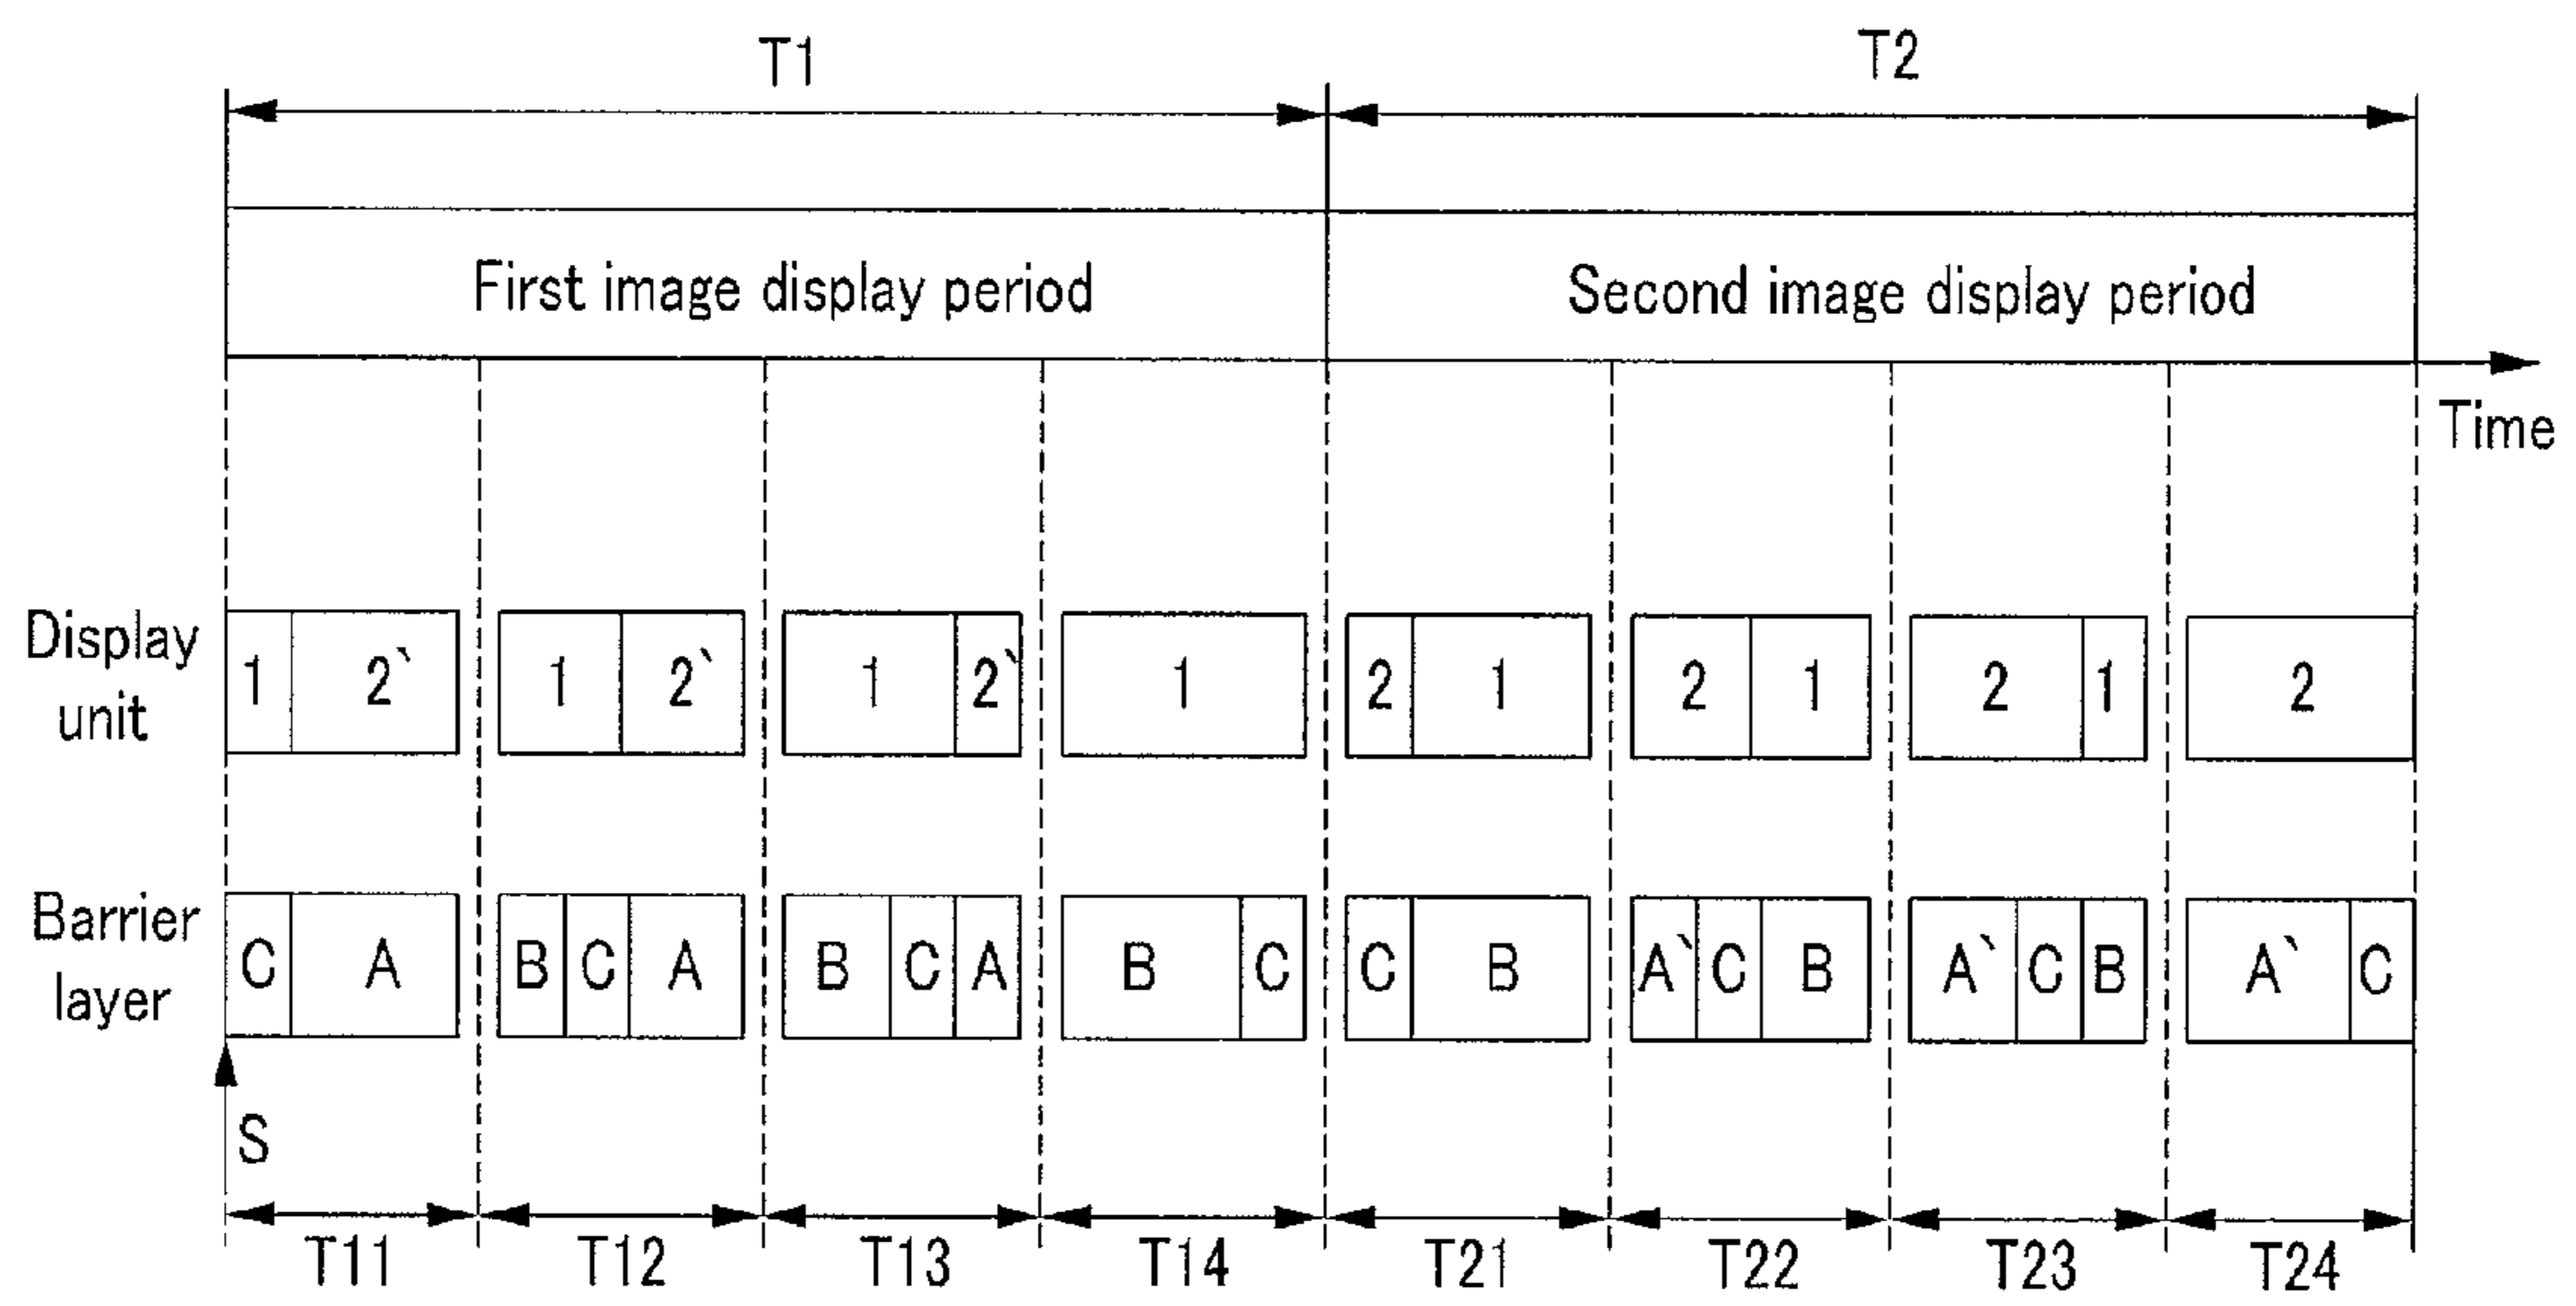 T1 T2
First image display period Second image display period
Time
Display unit
1 2` 1 2` 1 2` 1 2 1 2 1 2 1 2
Barrier layer
C A B C A B C A B C C B A` C B A` C B A` C
S
T11 T12 T13 T14 T21 T22 T23 T24